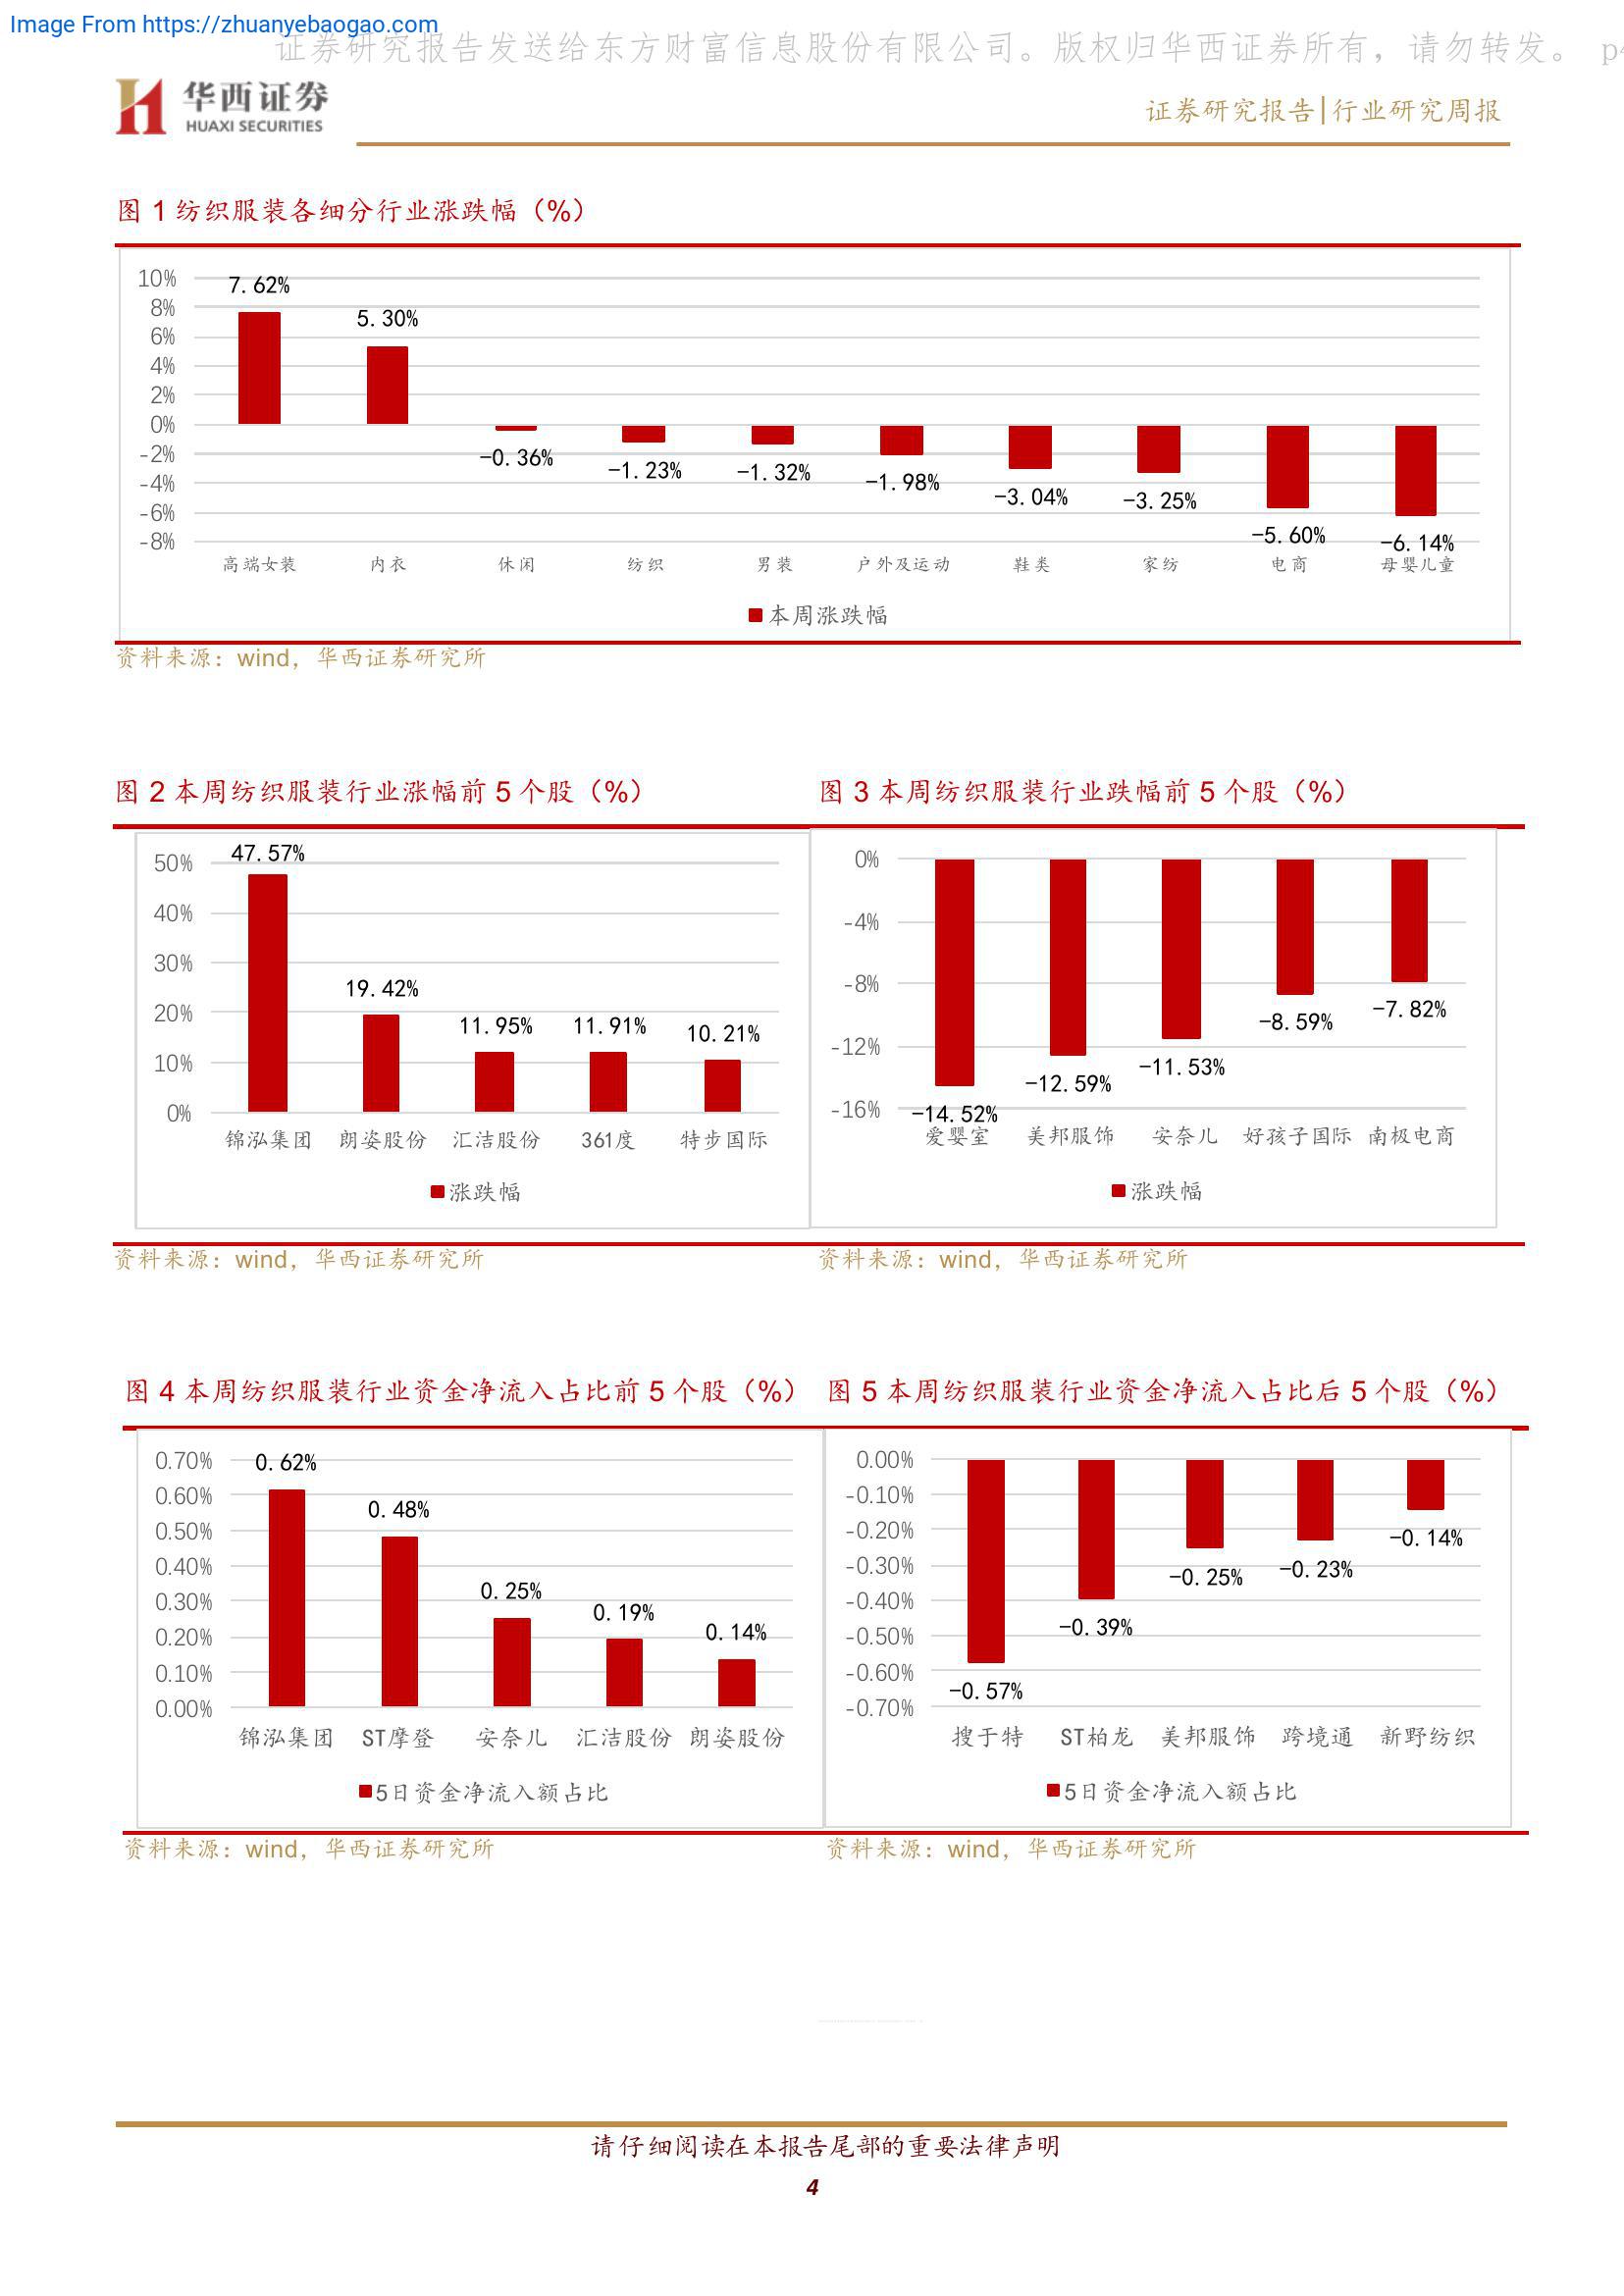 Image From https://zhuanyebaogao.com
证券研究报告发送给东方财富信息股份有限公司。版权归华西证券所有，请勿转发。 p4
华西证券
HUAXI SECURITIES
证券研究报告|行业研究周报
图 1 纺织服装各细分行业涨跌幅（%）
10%
8%
6%
4%
2%
0%
-2%
-4%
-6%
-8%
7.62%
5.30%
-0.36%
-1.23%
-1.32%
-1.98%
-3.04%
-3.25%
-5.60%
-6.14%
高端女装 内衣 休闲 纺织 男装 户外及运动 鞋类 家纺 电商 母婴儿童
本周涨跌幅
资料来源：wind，华西证券研究所
图 2 本周纺织服装行业涨幅前 5 个股（%）
50%
40%
30%
20%
10%
0%
47.57%
19.42%
11.95%
11.91%
10.21%
锦泓集团 朗姿股份 汇洁股份 361度 特步国际
涨跌幅
资料来源：wind，华西证券研究所
图 3 本周纺织服装行业跌幅前 5 个股（%）
0%
-4%
-8%
-12%
-16%
-14.52%
-12.59%
-11.53%
-8.59%
-7.82%
爱婴室 美邦服饰 安奈儿 好孩子国际 南极电商
涨跌幅
资料来源：wind，华西证券研究所
图 4 本周纺织服装行业资金净流入占比前 5 个股（%）
0.70%
0.60%
0.50%
0.40%
0.30%
0.20%
0.10%
0.00%
0.62%
0.48%
0.25%
0.19%
0.14%
锦泓集团 ST摩登 安奈儿 汇洁股份 朗姿股份
5日资金净流入额占比
资料来源：wind，华西证券研究所
图 5 本周纺织服装行业资金净流入占比后 5 个股（%）
0.00%
-0.10%
-0.20%
-0.30%
-0.40%
-0.50%
-0.60%
-0.70%
-0.57%
-0.39%
-0.25%
-0.23%
-0.14%
搜于特 ST柏龙 美邦服饰 跨境通 新野纺织
5日资金净流入额占比
资料来源：wind，华西证券研究所
请仔细阅读在本报告尾部的重要法律声明
4